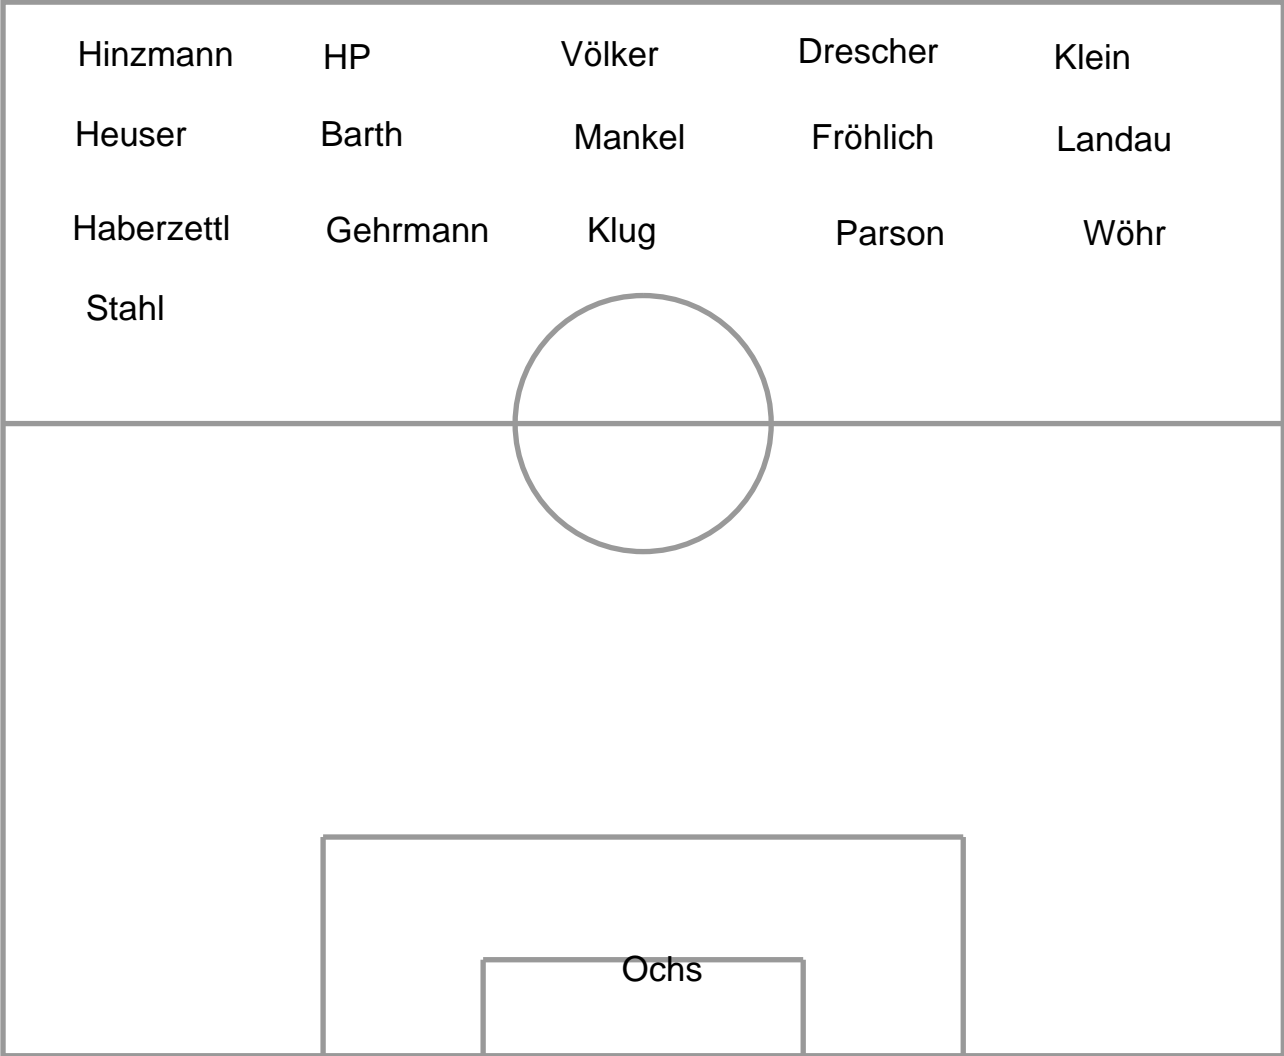 Hinzmann HP Völker Drescher Klein
Heuser Barth Mankel Fröhlich Landau
Haberzettl Gehrmann Klug Parson Wöhr
Stahl
Ochs